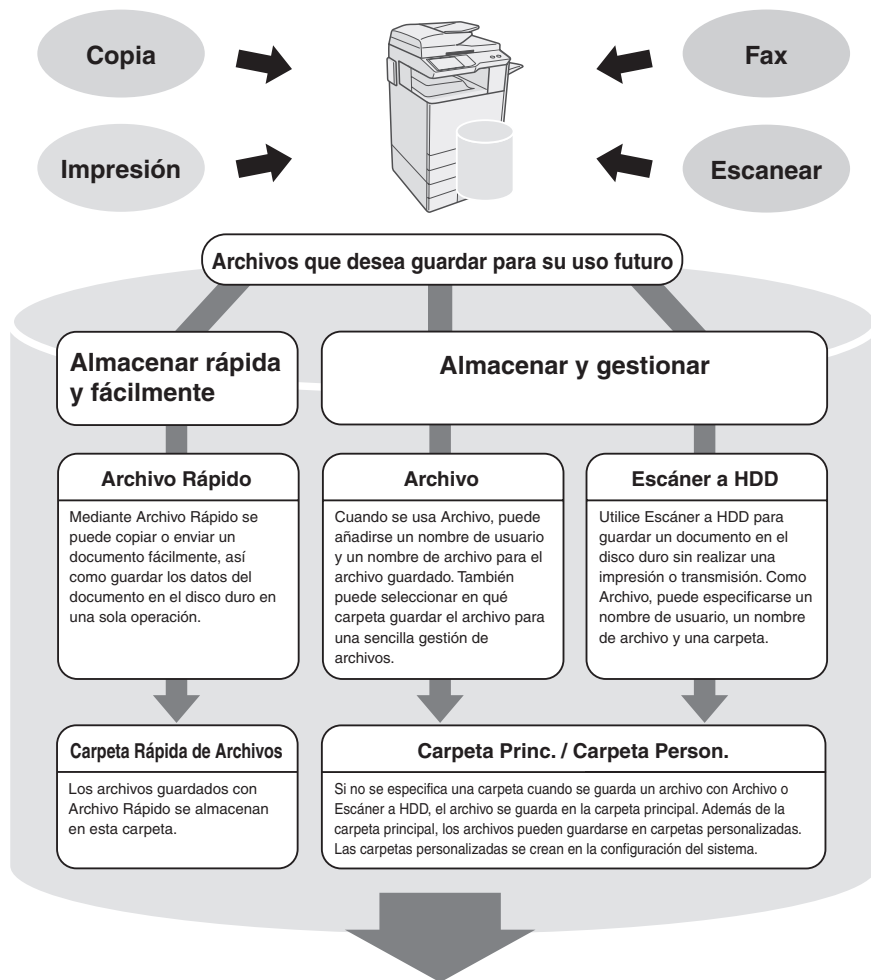 Copia
Fax
Impresión
Escanear
Archivos que desea guardar para su uso futuro
Almacenar rápida
y fácilmente
Almacenar y gestionar
Archivo Rápido
Mediante Archivo Rápido se
puede copiar o enviar un
documento fácilmente, así
como guardar los datos del
documento en el disco duro en
una sola operación.
Archivo
Cuando se usa Archivo, puede
añadirse un nombre de usuario
y un nombre de archivo para el
archivo guardado. También
puede seleccionar en qué
carpeta guardar el archivo para
una sencilla gestión de
archivos.
Escáner a HDD
Utilice Escáner a HDD para
guardar un documento en el
disco duro sin realizar una
impresión o transmisión. Como
Archivo, puede especificarse un
nombre de usuario, un nombre
de archivo y una carpeta.
Carpeta Rápida de Archivos
Los archivos guardados con
Archivo Rápido se almacenan
en esta carpeta.
Carpeta Princ. / Carpeta Person.
Si no se especifica una carpeta cuando se guarda un archivo con Archivo o
Escáner a HDD, el archivo se guarda en la carpeta principal. Además de la
carpeta principal, los archivos pueden guardarse en carpetas personalizadas.
Las carpetas personalizadas se crean en la configuración del sistema.